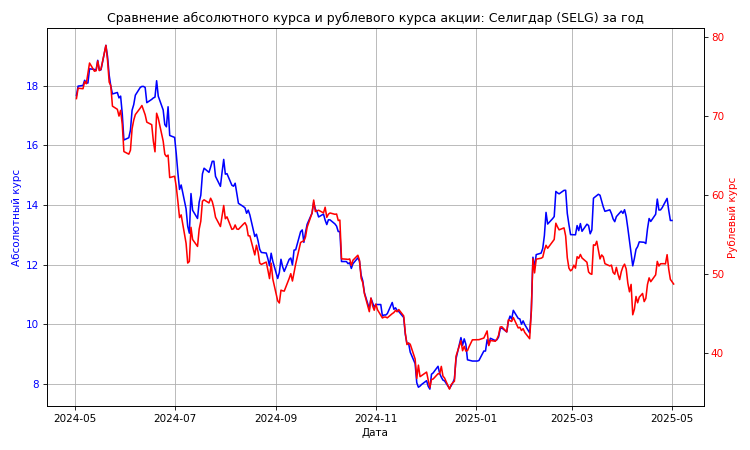 Сравнение абсолютного курса и рублевого курса акции: Селигдар (SELG) за год
Абсолютный курс
18
16
14
12
10
8
80
70
60
50
40
Рублевый курс
2024-05 2024-07 2024-09 2024-11 2025-01 2025-03 2025-05
Дата